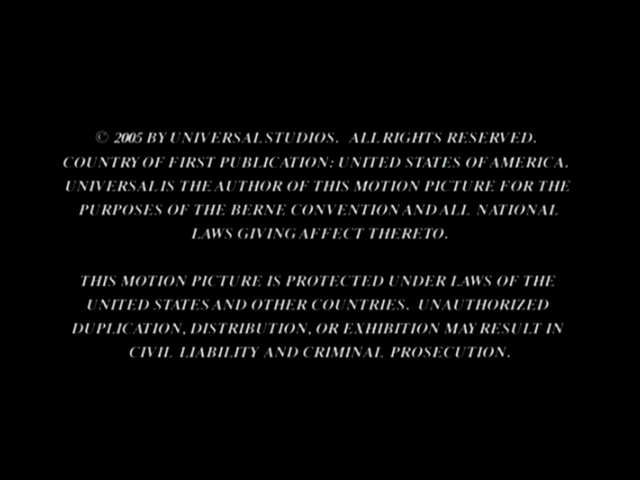 © 2005 BY UNIVERSAL STUDIOS. ALL RIGHTS RESERVED.
COUNTRY OF FIRST PUBLICATION: UNITED STATES OF AMERICA.
UNIVERSAL IS THE AUTHOR OF THIS MOTION PICTURE FOR THE
PURPOSES OF THE BERNE CONVENTION AND ALL NATIONAL
LAWS GIVING AFFECT THERETO.
THIS MOTION PICTURE IS PROTECTED UNDER LAWS OF THE
UNITED STATES AND OTHER COUNTRIES. UNAUTHORIZED
DUPLICATION, DISTRIBUTION, OR EXHIBITION MAY RESULT IN
CIVIL LIABILITY AND CRIMINAL PROSECUTION.